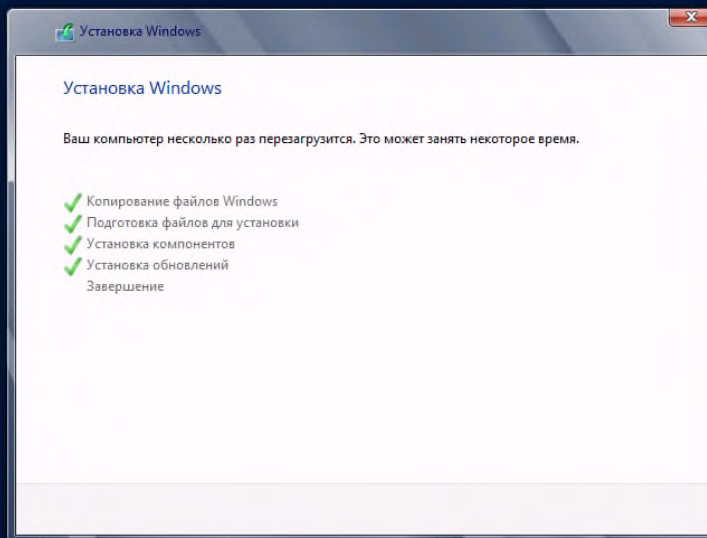 Установка Windows
Установка Windows
Ваш компьютер несколько раз перезагрузится. Это может занять некоторое время.
Копирование файлов Windows
Подготовка файлов для установки
Установка компонентов
Установка обновлений
Завершение